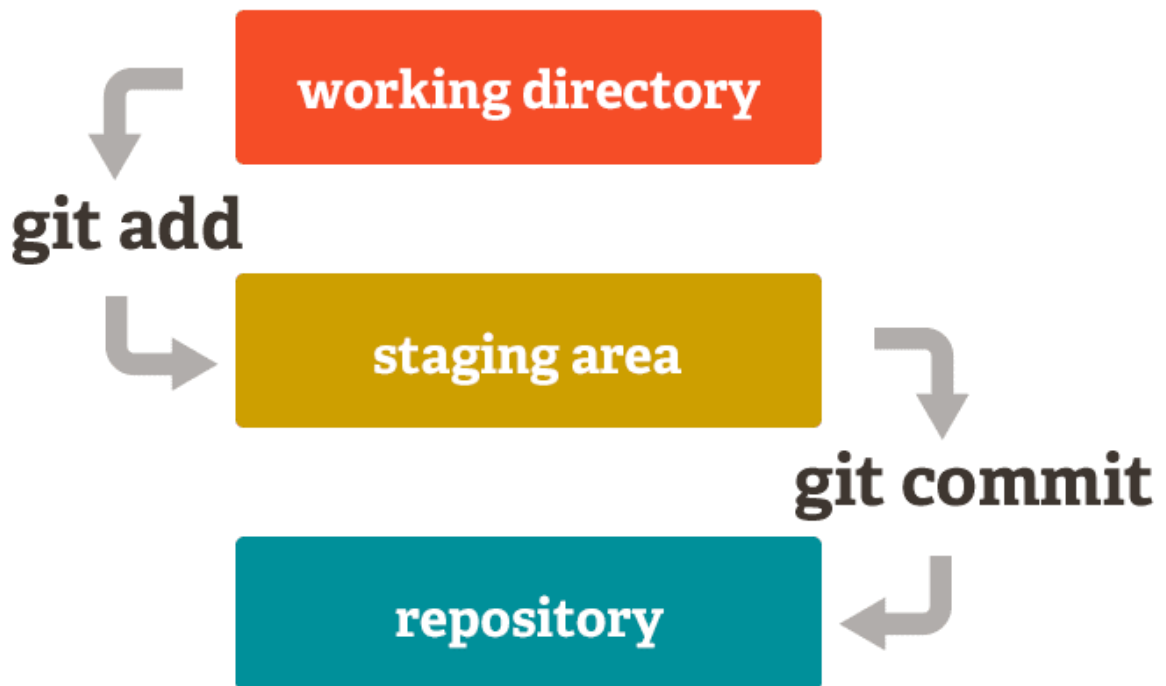 working directory
git add
staging area
git commit
repository